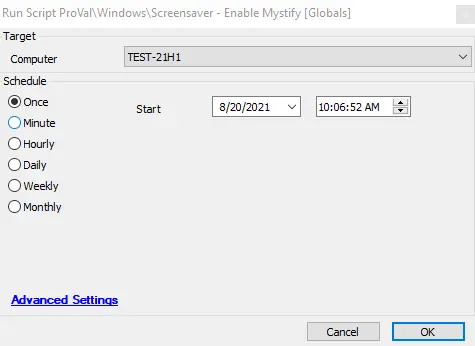 Run Script ProVal\Windows\Screensaver - Enable Mystify [Globals]
Target
Computer TEST-21H1
Schedule
Once Start 8/20/2021 10:06:52 AM
Minute
Hourly
Daily
Weekly
Monthly
Advanced Settings
Cancel OK